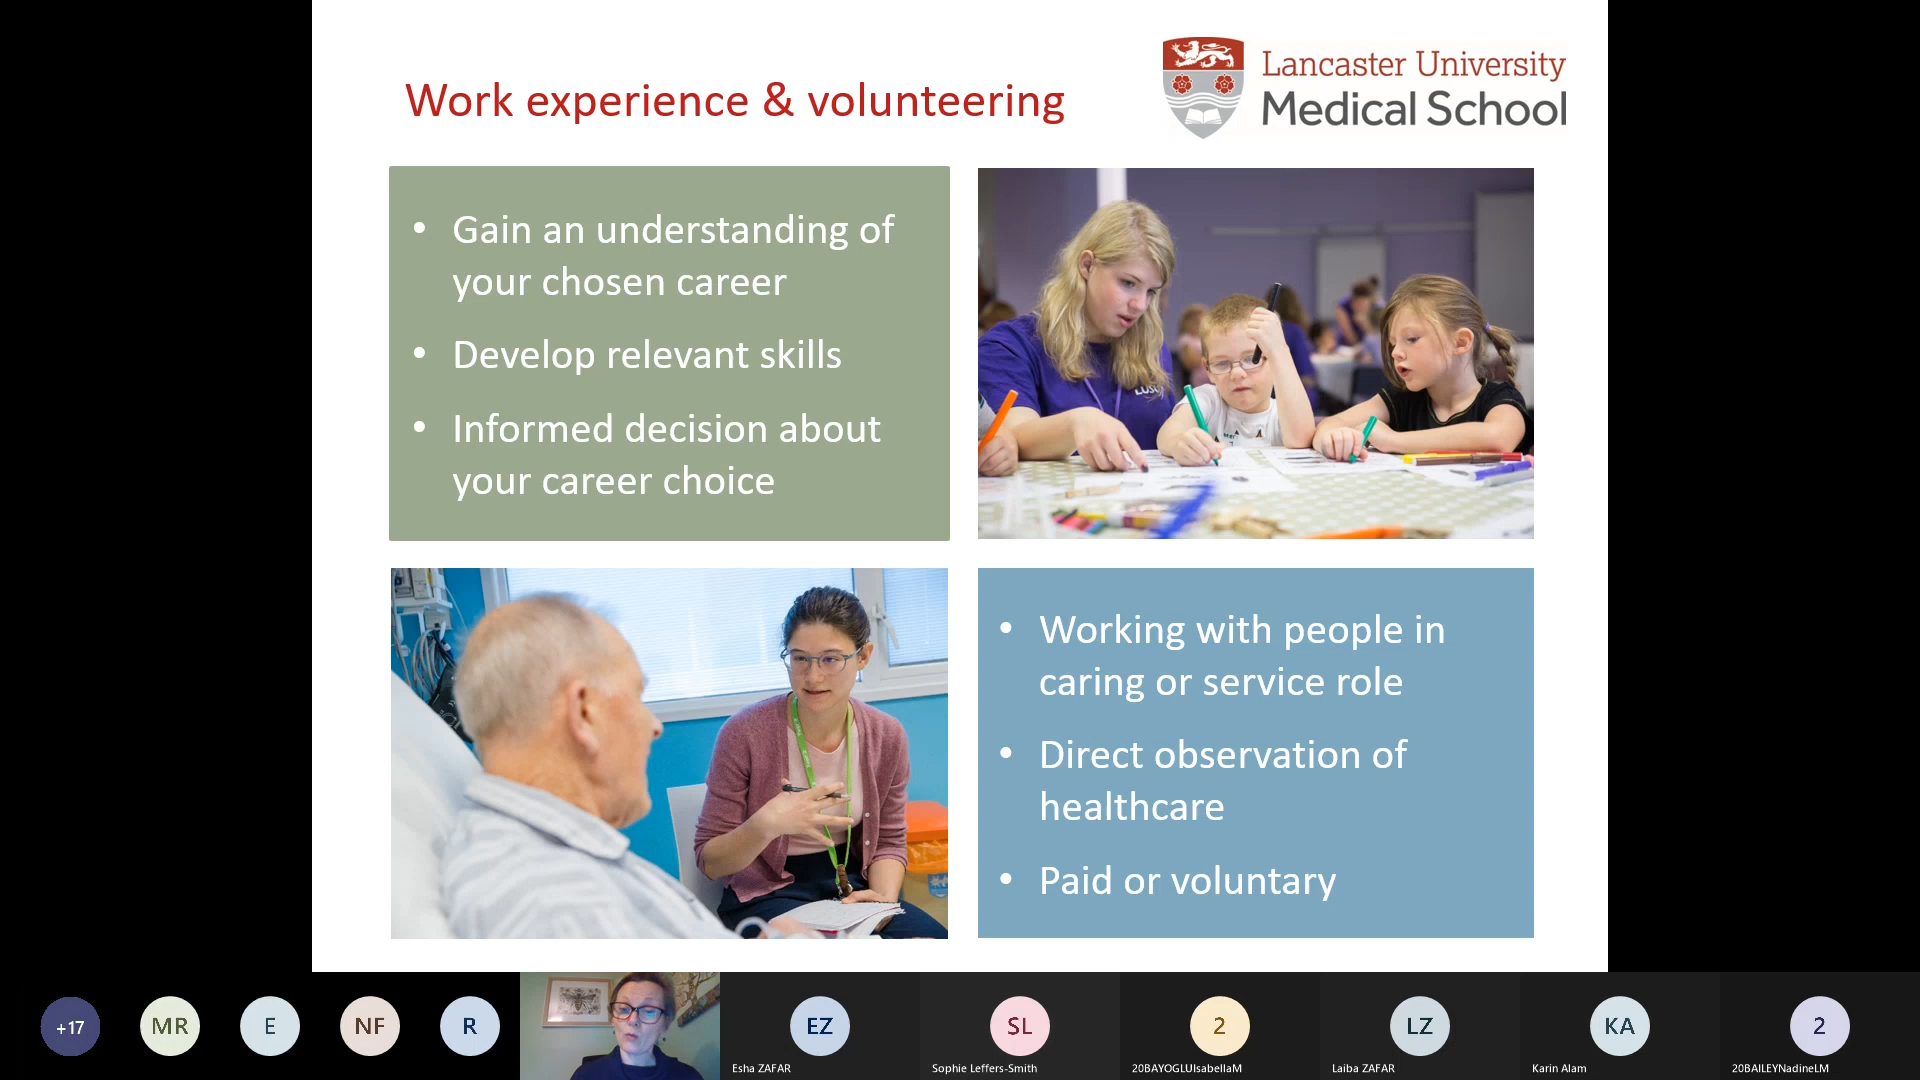 Work experience & volunteering
Lancaster University
Medical School
• Gain an understanding of
your chosen career
• Develop relevant skills
• Informed decision about
your career choice
LUSU
• Working with people in
caring or service role
• Direct observation of
healthcare
• Paid or voluntary
+17
MR
E
NF
R
EZ
Esha ZAFAR
SL
Sophie Leffers-Smith
2
20BAYOGLUIsabellaM
LZ
Laiba ZAFAR
KA
Karin Alam
2
20BAILEYNadineLM